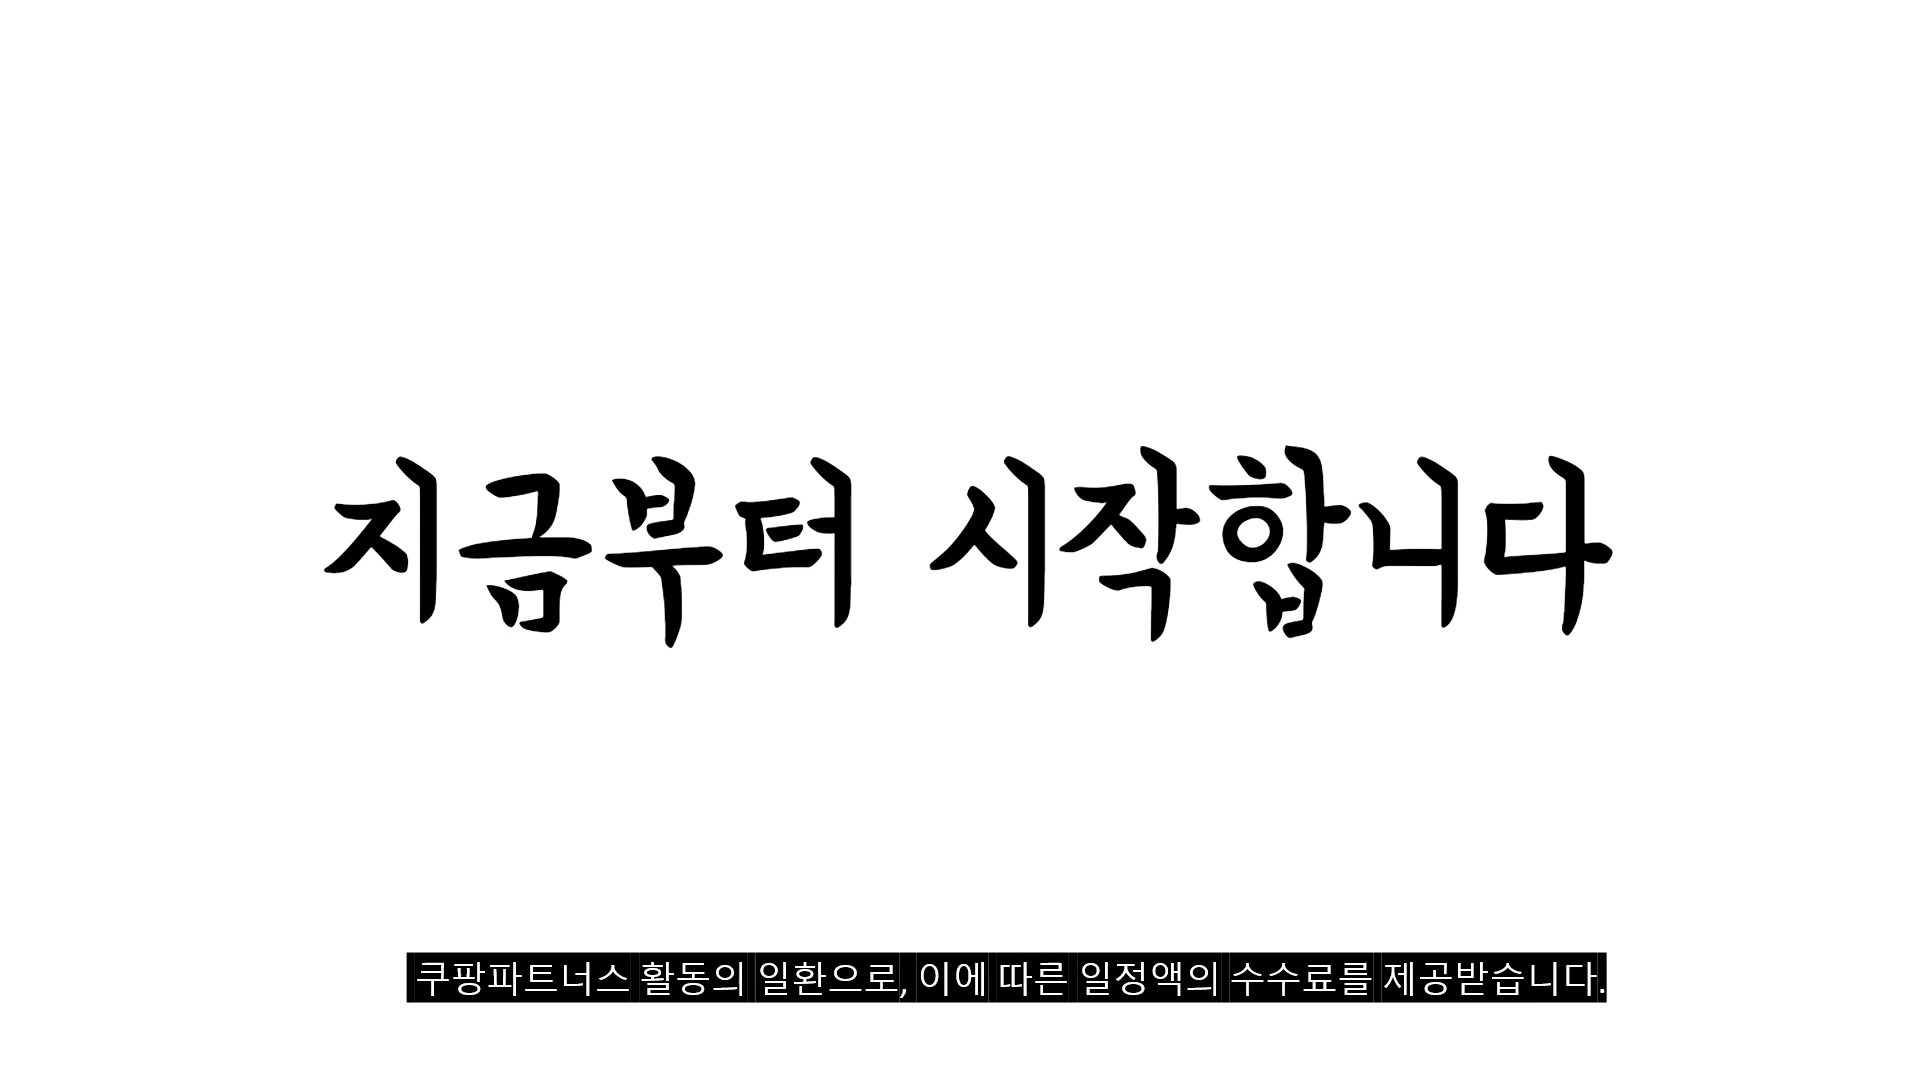 지금부터 시작합니다
쿠팡파트너스 활동의 일환으로, 이에 따른 일정액의 수수료를 제공받습니다.